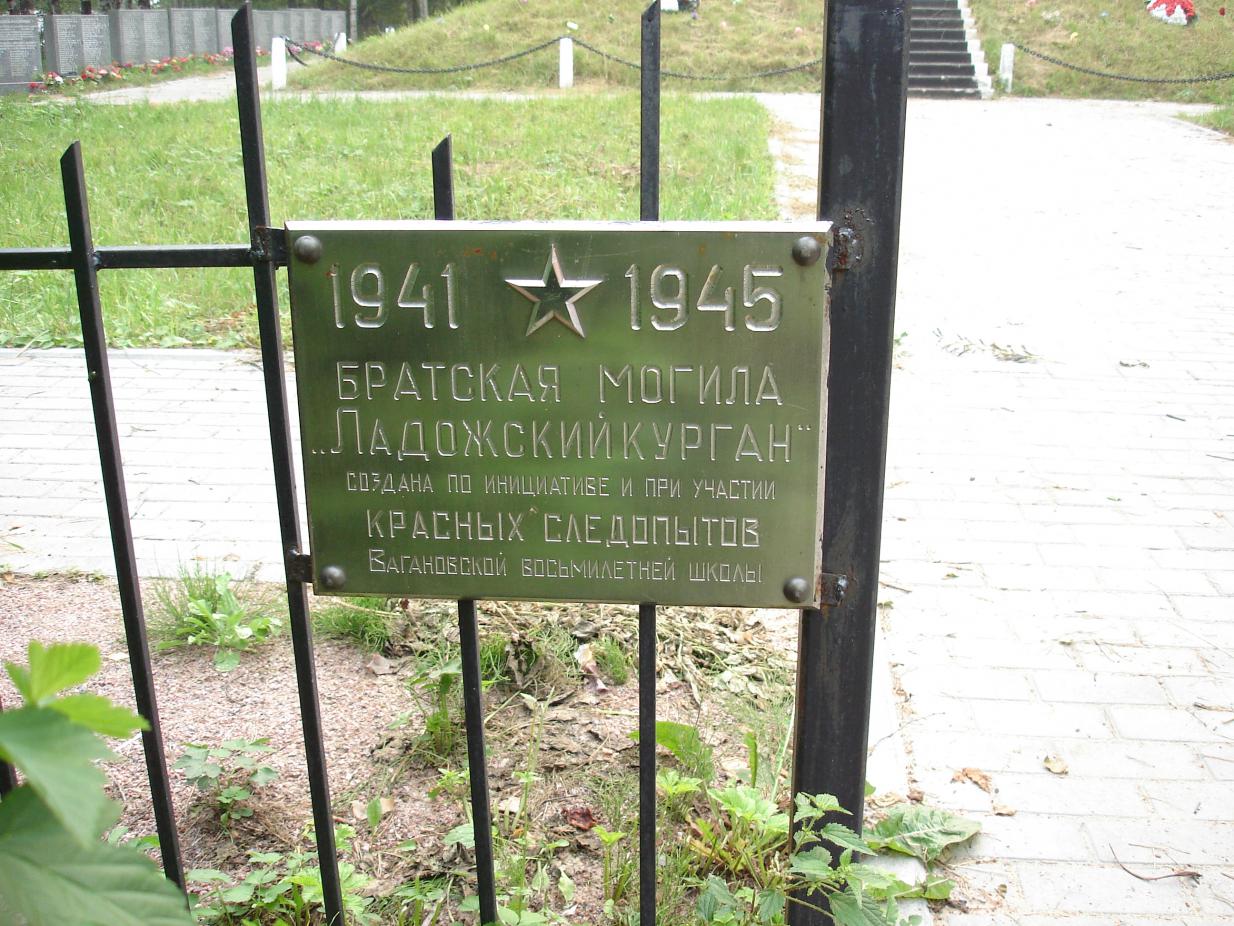 1941 1945
БРАТСКАЯ МОГИЛА
„ЛАДОЖСКИЙ КУРГАН"
СОЗДАНА ПО ИНИЦИАТИВЕ И ПРИ УЧАСТИИ
КРАСНЫХ СЛЕДОПЫТОВ
ВАГАНОВСКОЙ ВОСЬМИЛЕТНЕЙ ШКОЛЫ